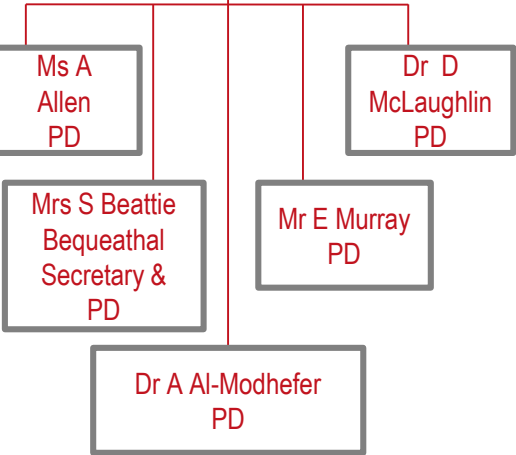 Ms A
Allen
PD
Dr D
McLaughlin
PD
Mrs S Beattie
Bequeathal
Secretary &
PD
Mr E Murray
PD
Dr A Al-Modhefer
PD